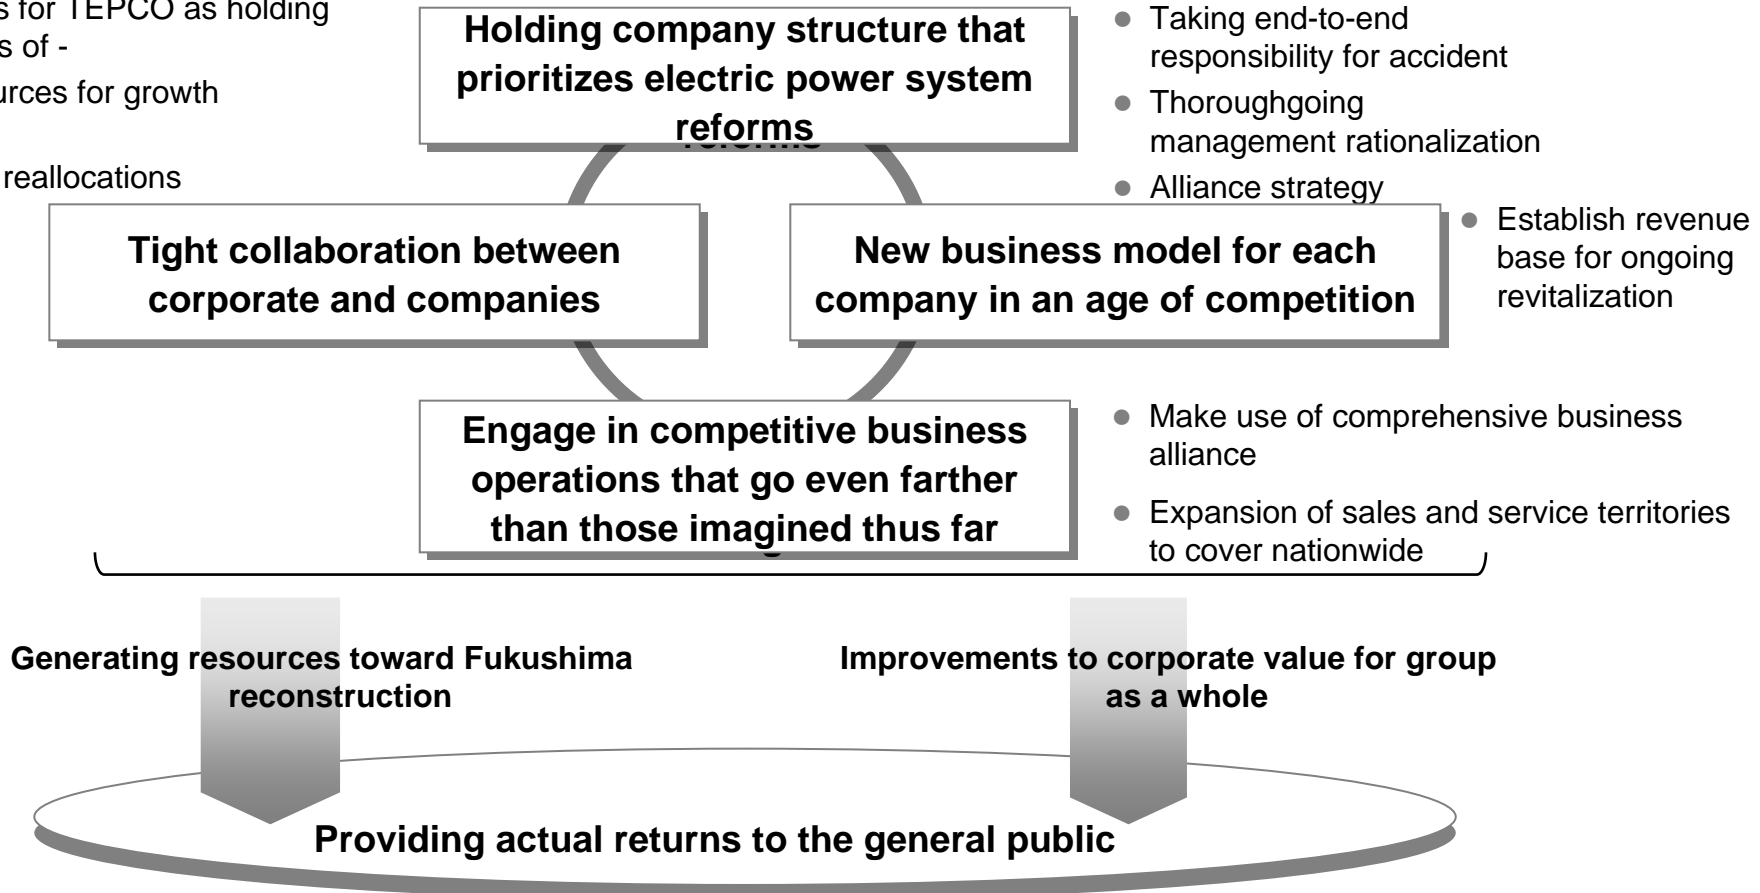 s for TEPCO as holding
s of -
urces for growth
reallocations
Holding company structure that
prioritizes electric power system
reforms
Taking end-to-end
responsibility for accident
Thoroughgoing
management rationalization
Alliance strategy
Tight collaboration between
corporate and companies
New business model for each
company in an age of competition
Establish revenue
base for ongoing
revitalization
Engage in competitive business
operations that go even farther
than those imagined thus far
Make use of comprehensive business
alliance
Expansion of sales and service territories
to cover nationwide
Generating resources toward Fukushima
reconstruction
Improvements to corporate value for group
as a whole
Providing actual returns to the general public